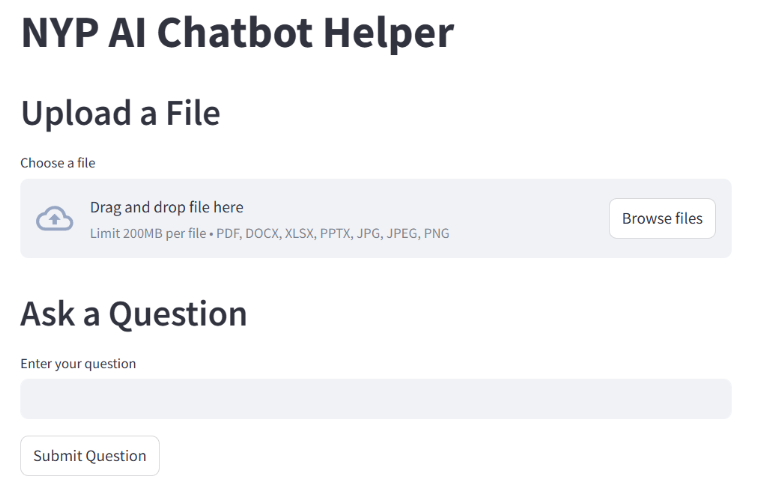 NYP AI Chatbot Helper
Upload a File
Choose a file
Drag and drop file here
Limit 200MB per file • PDF, DOCX, XLSX, PPTX, JPG, JPEG, PNG
Browse files
Ask a Question
Enter your question
Submit Question